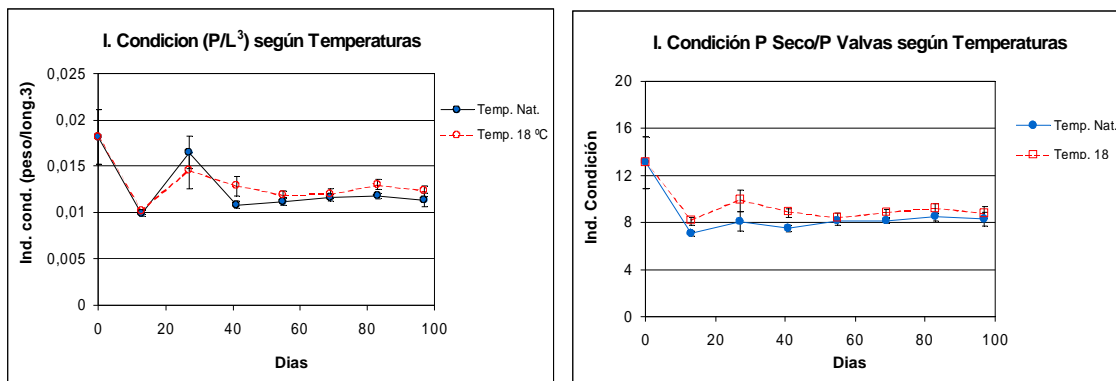 I. Condicion (P/L³) según Temperaturas
Ind. cond. (peso/long.3)
0,025
0,02
0,015
0,01
0,005
0
0 20 40 60 80 100
Dias
Temp. Nat.
Temp. 18 ºC
I. Condición P Seco/P Valvas según Temperaturas
Ind. Condición
20
16
12
8
4
0
0 20 40 60 80 100
Dias
Temp. Nat.
Temp. 18